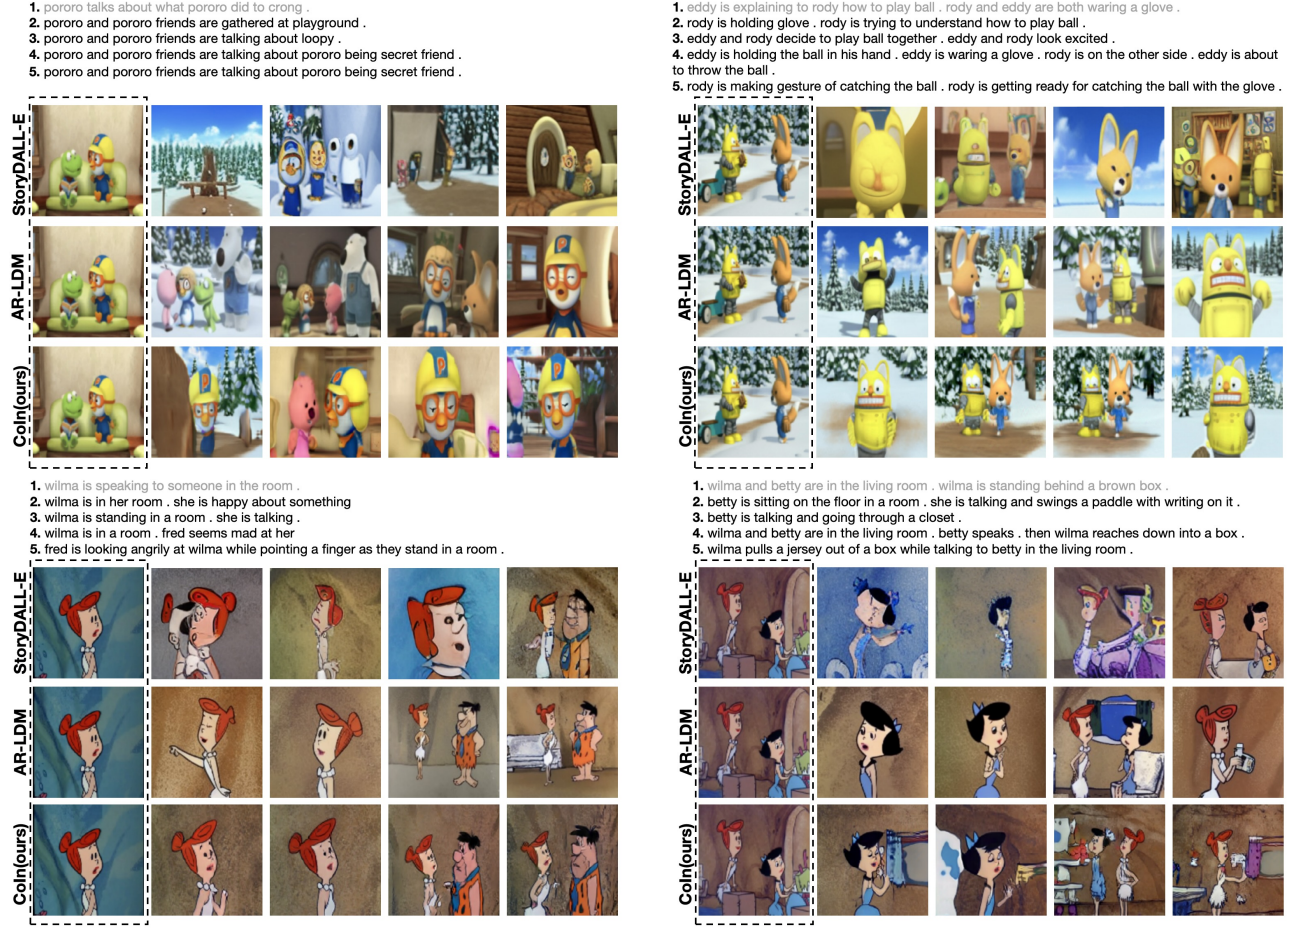 1. pororo talks about what pororo did to crong .
2. pororo and pororo friends are gathered at playground .
3. pororo and pororo friends are talking about loopy .
4. pororo and pororo friends are talking about pororo being secret friend .
5. pororo and pororo friends are talking about pororo being secret friend .
StoryDALL-E
AR-LDM
CoIn(ours)
1. eddy is explaining to rody how to play ball . rody and eddy are both waring a glove .
2. rody is holding glove . rody is trying to understand how to play ball .
3. eddy and rody decide to play ball together . eddy and rody look excited .
4. eddy is holding the ball in his hand . eddy is waring a glove . rody is on the other side . eddy is about
to throw the ball .
5. rody is making gesture of catching the ball . rody is getting ready for catching the ball with the glove .
StoryDALL-E
AR-LDM
CoIn(ours)
1. wilma is speaking to someone in the room .
2. wilma is in her room . she is happy about something
3. wilma is standing in a room . she is talking .
4. wilma is in a room . fred seems mad at her
5. fred is looking angrily at wilma while pointing a finger as they stand in a room .
StoryDALL-E
AR-LDM
CoIn(ours)
1. wilma and betty are in the living room . wilma is standing behind a brown box .
2. betty is sitting on the floor in a room . she is talking and swings a paddle with writing on it .
3. betty is talking and going through a closet .
4. wilma and betty are in the living room . betty speaks . then wilma reaches down into a box .
5. wilma pulls a jersey out of a box while talking to betty in the living room .
StoryDALL-E
AR-LDM
CoIn(ours)